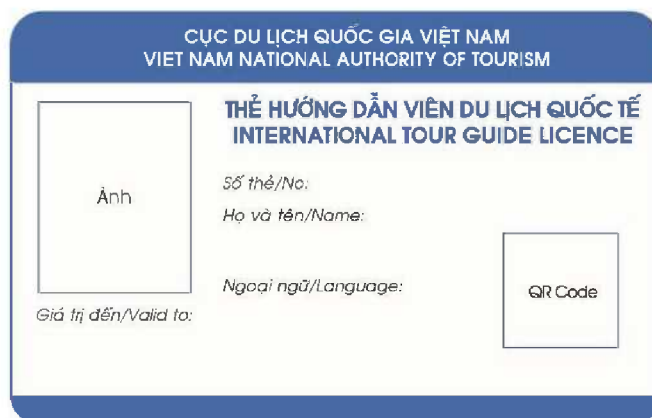 CỤC DU LỊCH QUỐC GIA VIỆT NAM
VIET NAM NATIONAL AUTHORITY OF TOURISM
THẺ HƯỚNG DẪN VIÊN DU LỊCH QUỐC TẾ
INTERNATIONAL TOUR GUIDE LICENCE
Ảnh
Số thẻ/No:
Họ và tên/Name:
Ngoại ngữ/Language:
QR Code
Giá trị đến/Valid to: